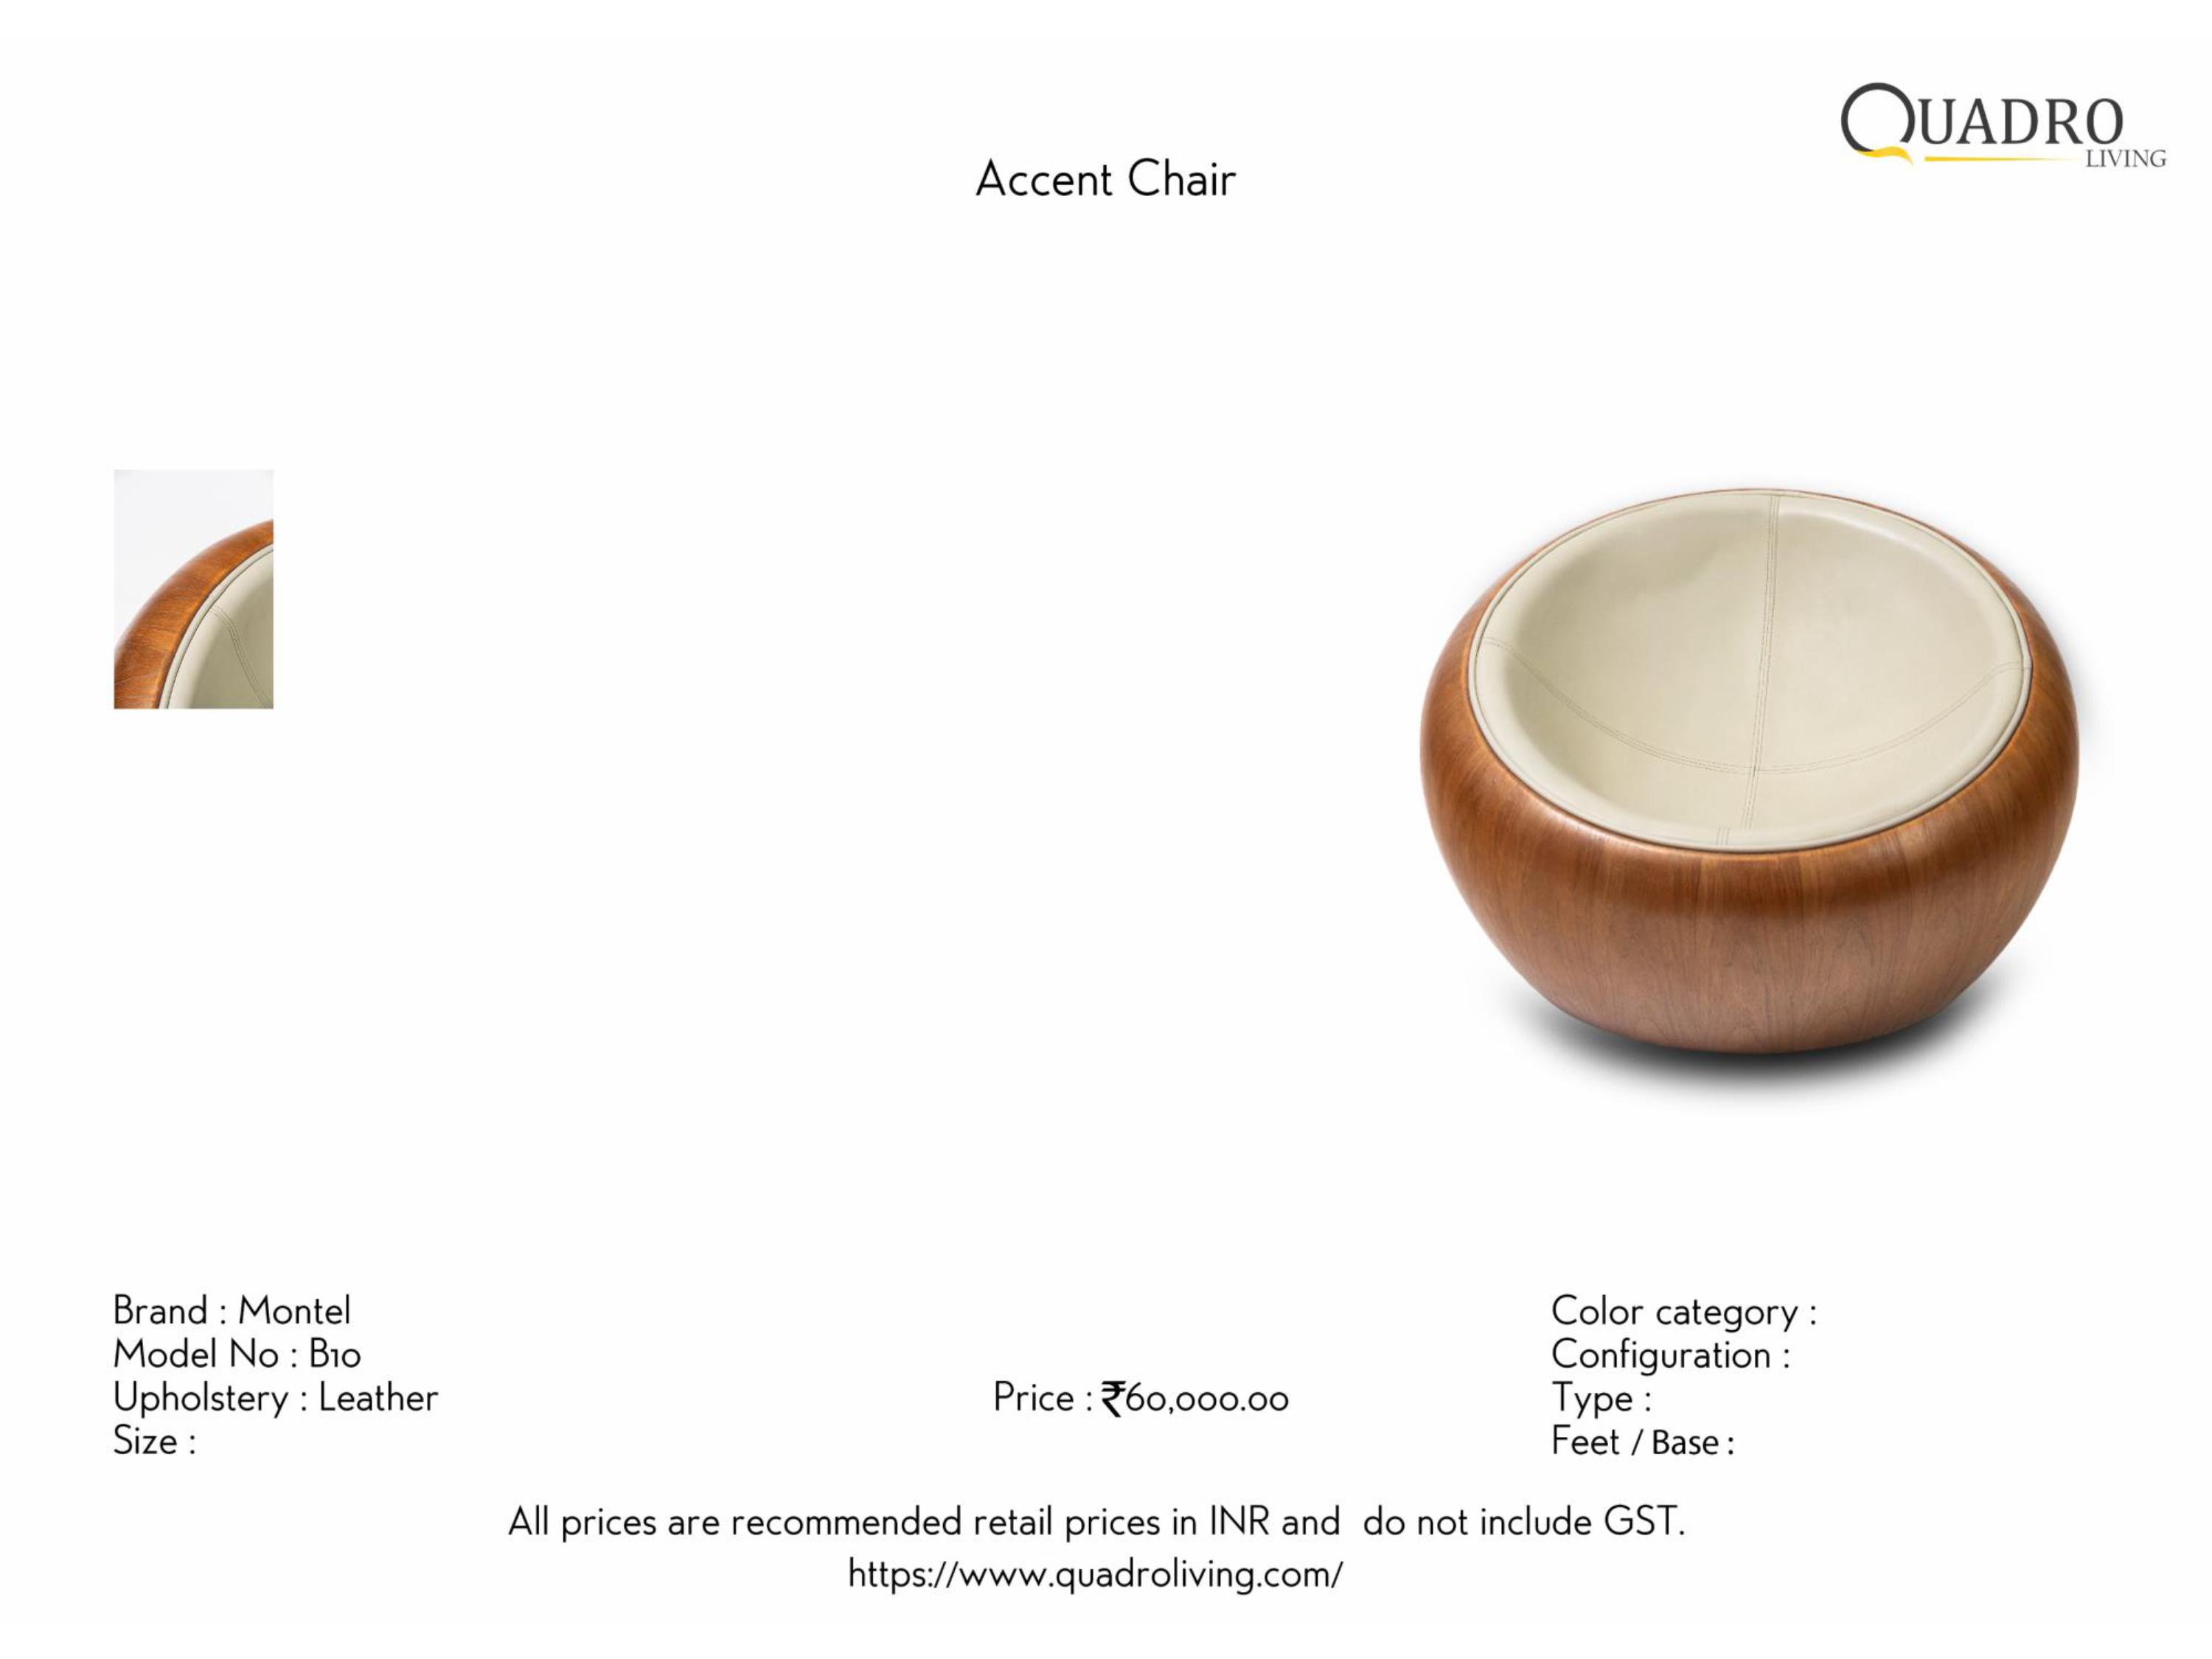 QUADRO
LIVING
Accent Chair
Brand : Montel
Model No : B10
Upholstery : Leather
Size :
Price : ₹60,000.00
Color category :
Configuration :
Type :
Feet / Base :
All prices are recommended retail prices in INR and  do not include GST.
https://www.quadroliving.com/